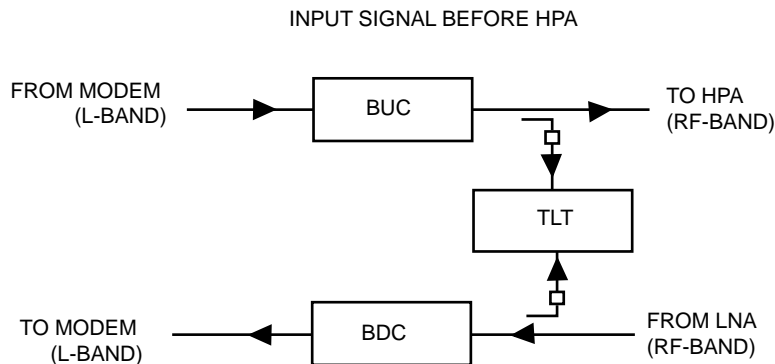 INPUT SIGNAL BEFORE HPA
FROM MODEM
(L-BAND)
BUC
TO HPA
(RF-BAND)
TLT
TO MODEM
(L-BAND)
BDC
FROM LNA
(RF-BAND)